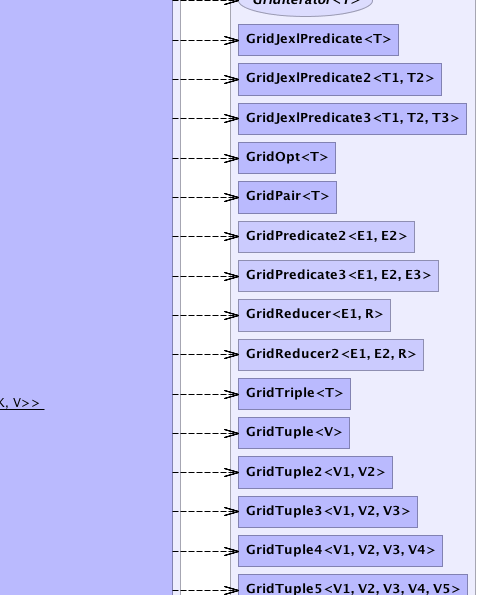 GridIterator<T>
GridJexlPredicate<T>
GridJexlPredicate2<T1, T2>
GridJexlPredicate3<T1, T2, T3>
GridOpt<T>
GridPair<T>
GridPredicate2<E1, E2>
GridPredicate3<E1, E2, E3>
GridReducer<E1, R>
GridReducer2<E1, E2, R>
GridTriple<T>
K, V>>
GridTuple<V>
GridTuple2<V1, V2>
GridTuple3<V1, V2, V3>
GridTuple4<V1, V2, V3, V4>
GridTuple5<V1, V2, V3, V4, V5>